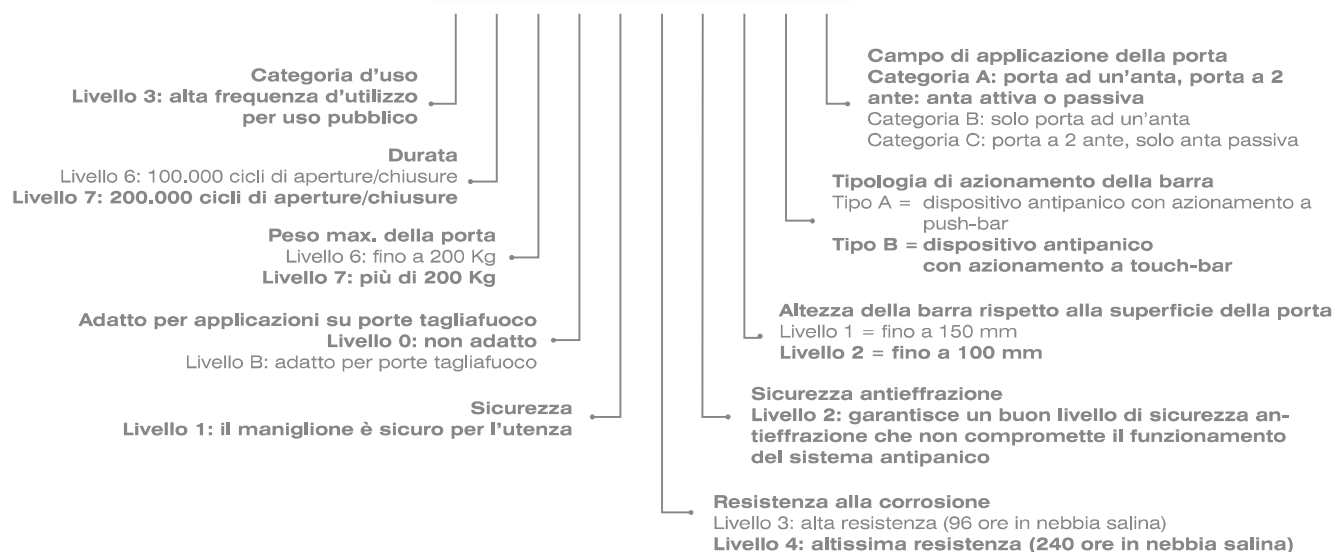 Categoria d'uso
Livello 3: alta frequenza d'utilizzo
per uso pubblico
Durata
Livello 6: 100.000 cicli di aperture/chiusure
Livello 7: 200.000 cicli di aperture/chiusure
Peso max. della porta
Livello 6: fino a 200 Kg
Livello 7: più di 200 Kg
Adatto per applicazioni su porte tagliafuoco
Livello 0: non adatto
Livello B: adatto per porte tagliafuoco
Sicurezza
Livello 1: il maniglione è sicuro per l'utenza
Campo di applicazione della porta
Categoria A: porta ad un'anta, porta a 2
ante: anta attiva o passiva
Categoria B: solo porta ad un'anta
Categoria C: porta a 2 ante, solo anta passiva
Tipologia di azionamento della barra
Tipo A = dispositivo antipanico con azionamento a
push-bar
Tipo B = dispositivo antipanico
con azionamento a touch-bar
Altezza della barra rispetto alla superficie della porta
Livello 1 = fino a 150 mm
Livello 2 = fino a 100 mm
Sicurezza antieffrazione
Livello 2: garantisce un buon livello di sicurezza an-
tieffrazione che non compromette il funzionamento
del sistema antipanico
Resistenza alla corrosione
Livello 3: alta resistenza (96 ore in nebbia salina)
Livello 4: altissima resistenza (240 ore in nebbia salina)